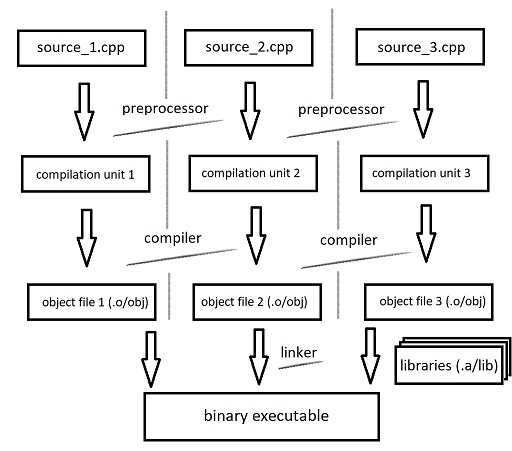 source_1.cpp
source_2.cpp
source_3.cpp
preprocessor
preprocessor
compilation unit 1
compilation unit 2
compilation unit 3
compiler
compiler
object file 1 (.o/obj)
object file 2 (.o/obj)
object file 3 (.o/obj)
linker
libraries (.a/lib)
binary executable